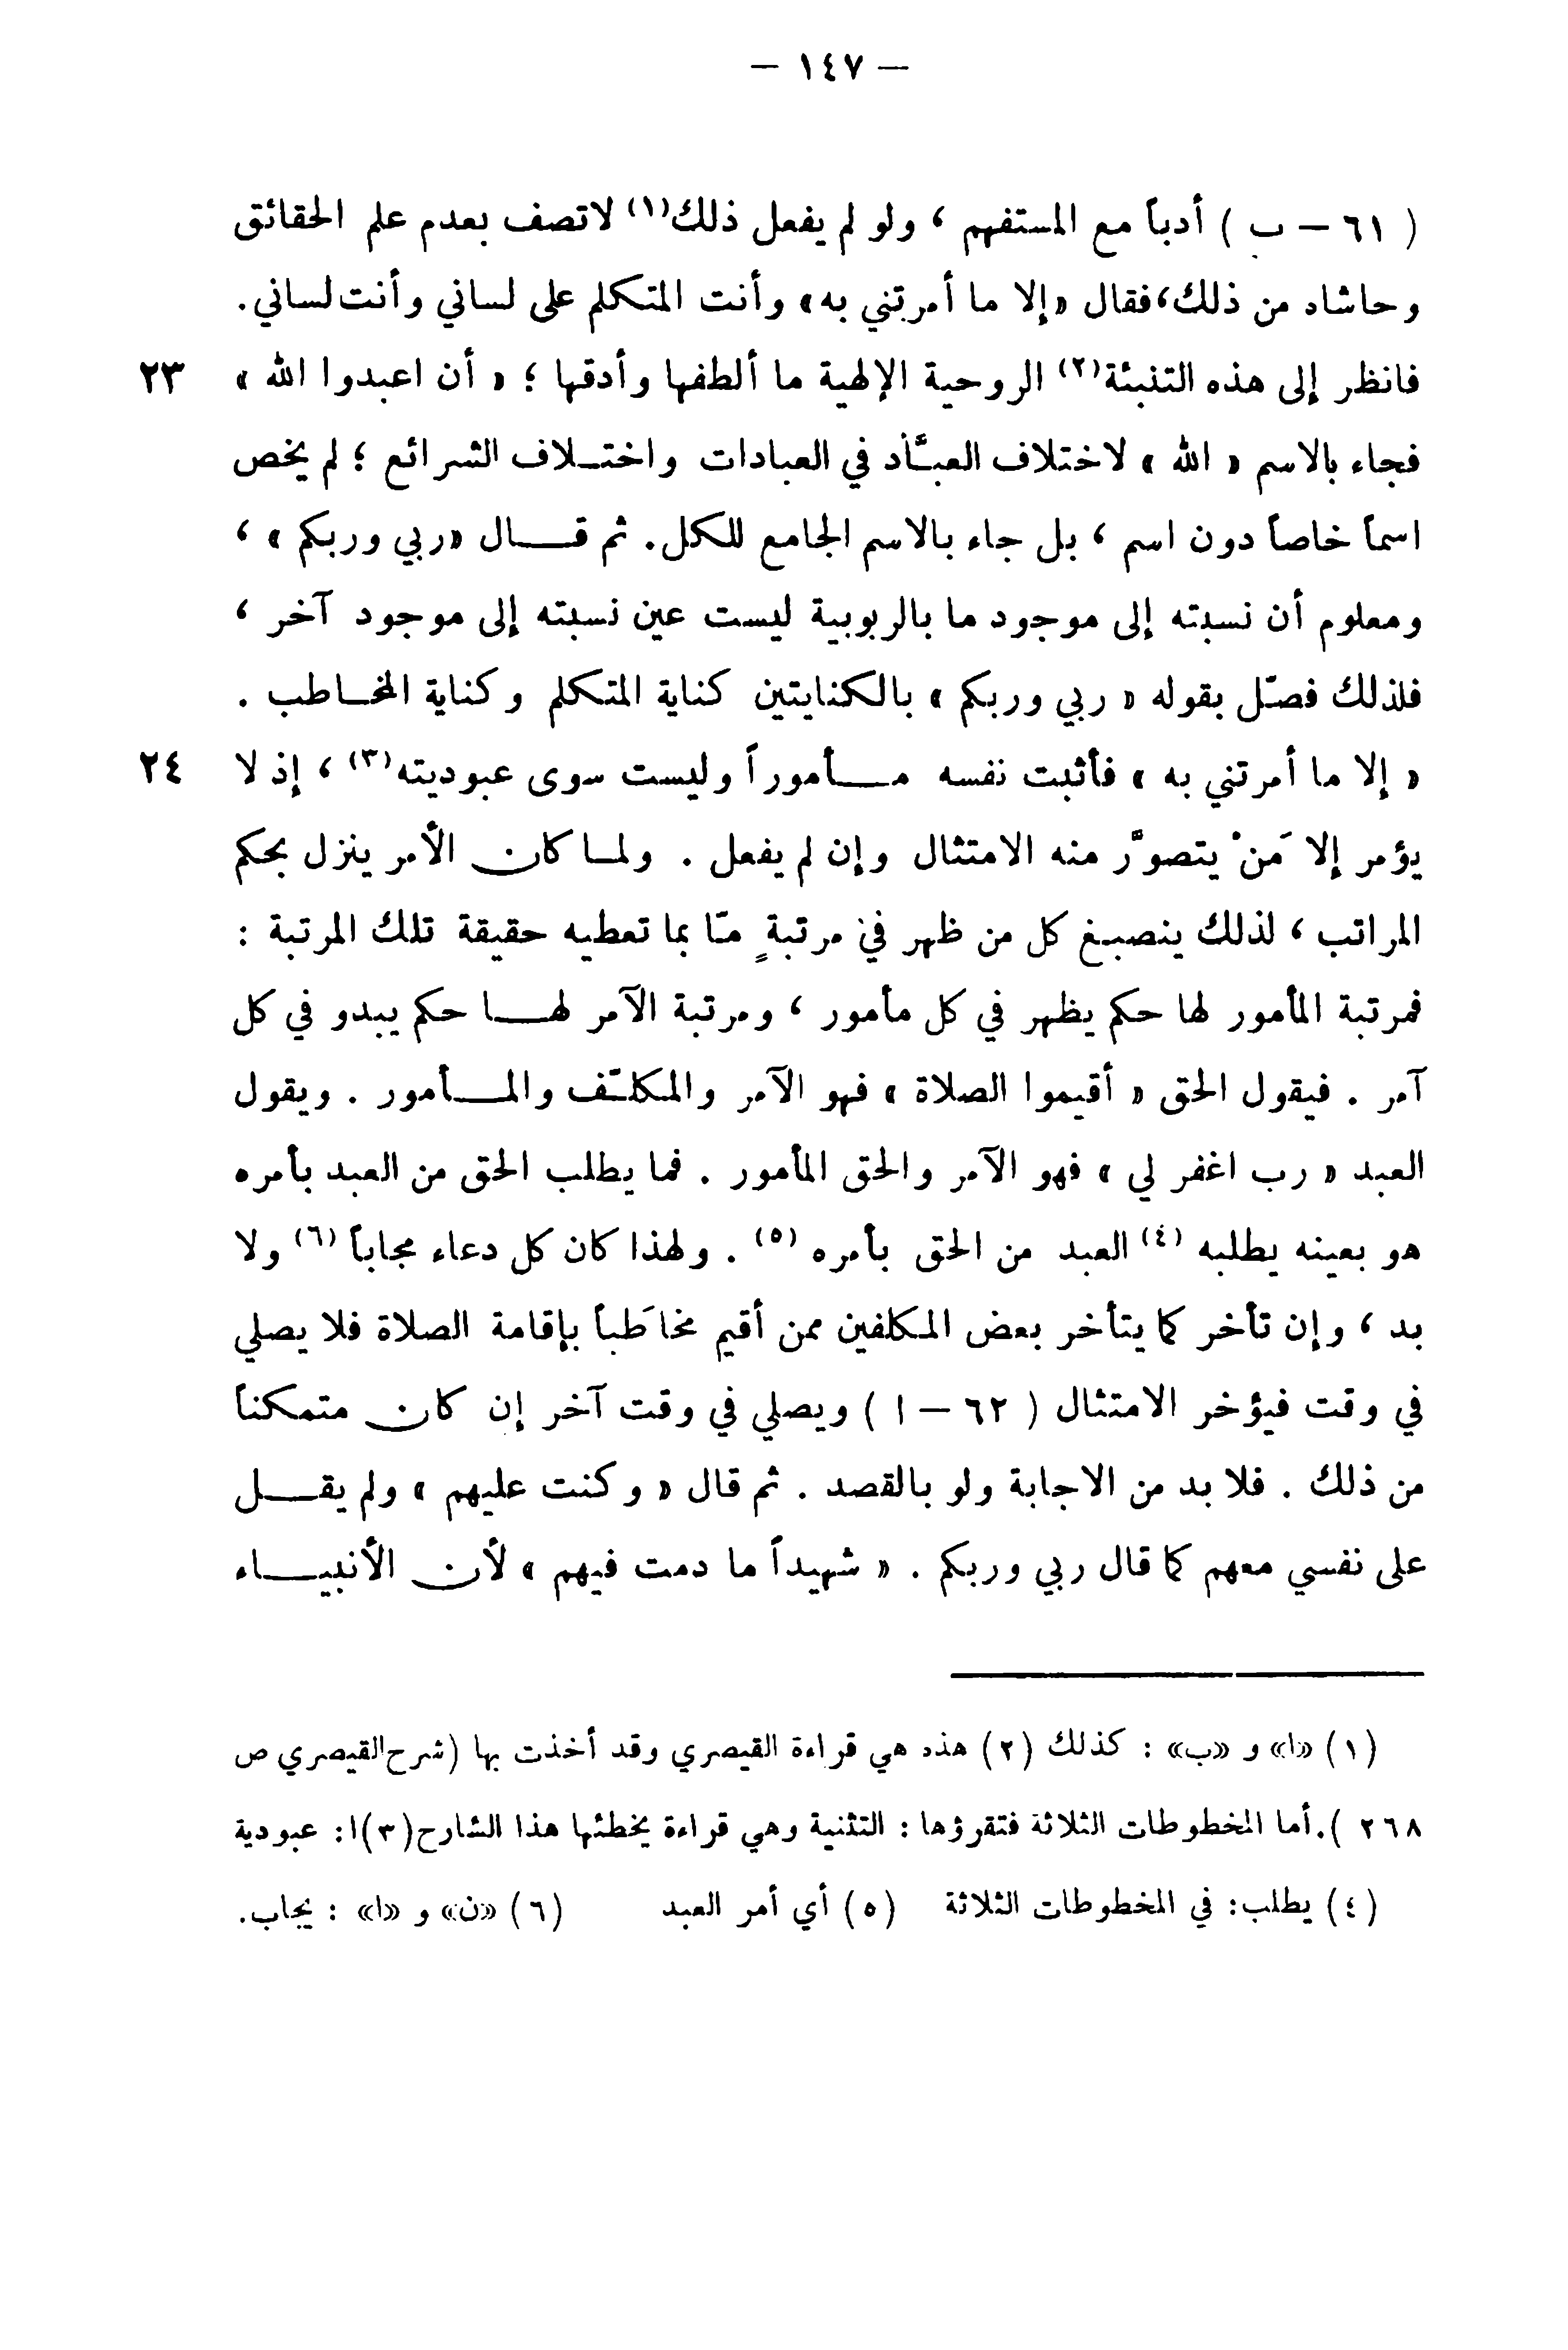 — ١٤٧ —
( ٦١ — ب ) أدباً مع المستفهم ، ولو لم يفعل ذلك(١) لاتصف بعدم علم الحقائق
وحاشاه من ذلك،فقال «إلا ما أمرتني به» وأنت المتكلم على لساني وأنت لساني.
فانظر إلى هذه التنبئة(٢) الروحية الإلهية ما ألطفها وأدقها ؛ « أن اعبدوا الله » ٢٣
فجاء بالاسم « الله » لاختلاف العبَّاد في العبادات واختــلاف الشرائع ؛ لم يخص
اسماً خاصاً دون اسم ، بل جاء بالاسم الجامع للكل. ثم قـــال «ربي وربكم» ،
ومعلوم أن نسبته إلى موجود ما بالربوبية ليست عين نسبته إلى موجود آخر ،
فلذلك فصّل بقوله « ربي وربكم » بالكنايتين كناية المتكلم وكناية المخــاطب .
« إلا ما أمرتني به » فأثبت نفسه مــأموراً وليست سوى عبوديته(٣) ، إذ لا ٢٤
يؤمر إلا مَنْ يتصوَّر منه الامتثال وإن لم يفعل . ولمــا كان الأمر ينزل بحكم
المراتب ، لذلك ينصبغ كل من ظهر في مرتبةٍ مّا بما تعطيه حقيقة تلك المرتبة :
فمرتبة المأمور لها حكم يظهر في كل مأمور ، ومرتبة الآمر لهــا حكم يبدو في كل
آمر . فيقول الحق « أقيموا الصلاة » فهو الآمر والمكلَّف والمــأمور . ويقول
العبد « رب اغفر لي » فهو الآمر والحق المأمور . فما يطلب الحق من العبد بأمره
هو بعينه يطلبه (٤) العبد من الحق بأمره (٥) . ولهذا كان كل دعاء مجاباً (٦) ولا
بد ، وإن تأخر كما يتأخر بعض المكلفين ممن أقيم مخاطَباً بإقامة الصلاة فلا يصلي
في وقت فيؤخر الامتثال ( ٦٢ — ا ) ويصلي في وقت آخر إن كان متمكناً
من ذلك . فلا بد من الاجابة ولو بالقصد . ثم قال « وكنت عليهم » ولم يقــل
على نفسي معهم كما قال ربي وربكم . « شهيداً ما دمت فيهم » لأن الأنبيــاء
(١) «ا» و «ب» : كذلك (٢) هذه هي قراءة القيصري وقد أخذت بها (شرح القيصري ص
٢٦٨ ).أما المخطوطات الثلاثة فتقرؤها : التثنية وهي قراءة يخطئها هذا الشارح(٣)ا: عبودية
(٤) يطلب: في المخطوطات الثلاثة (٥) أي أمر العبد (٦) «ن» و «ا» : يجاب.